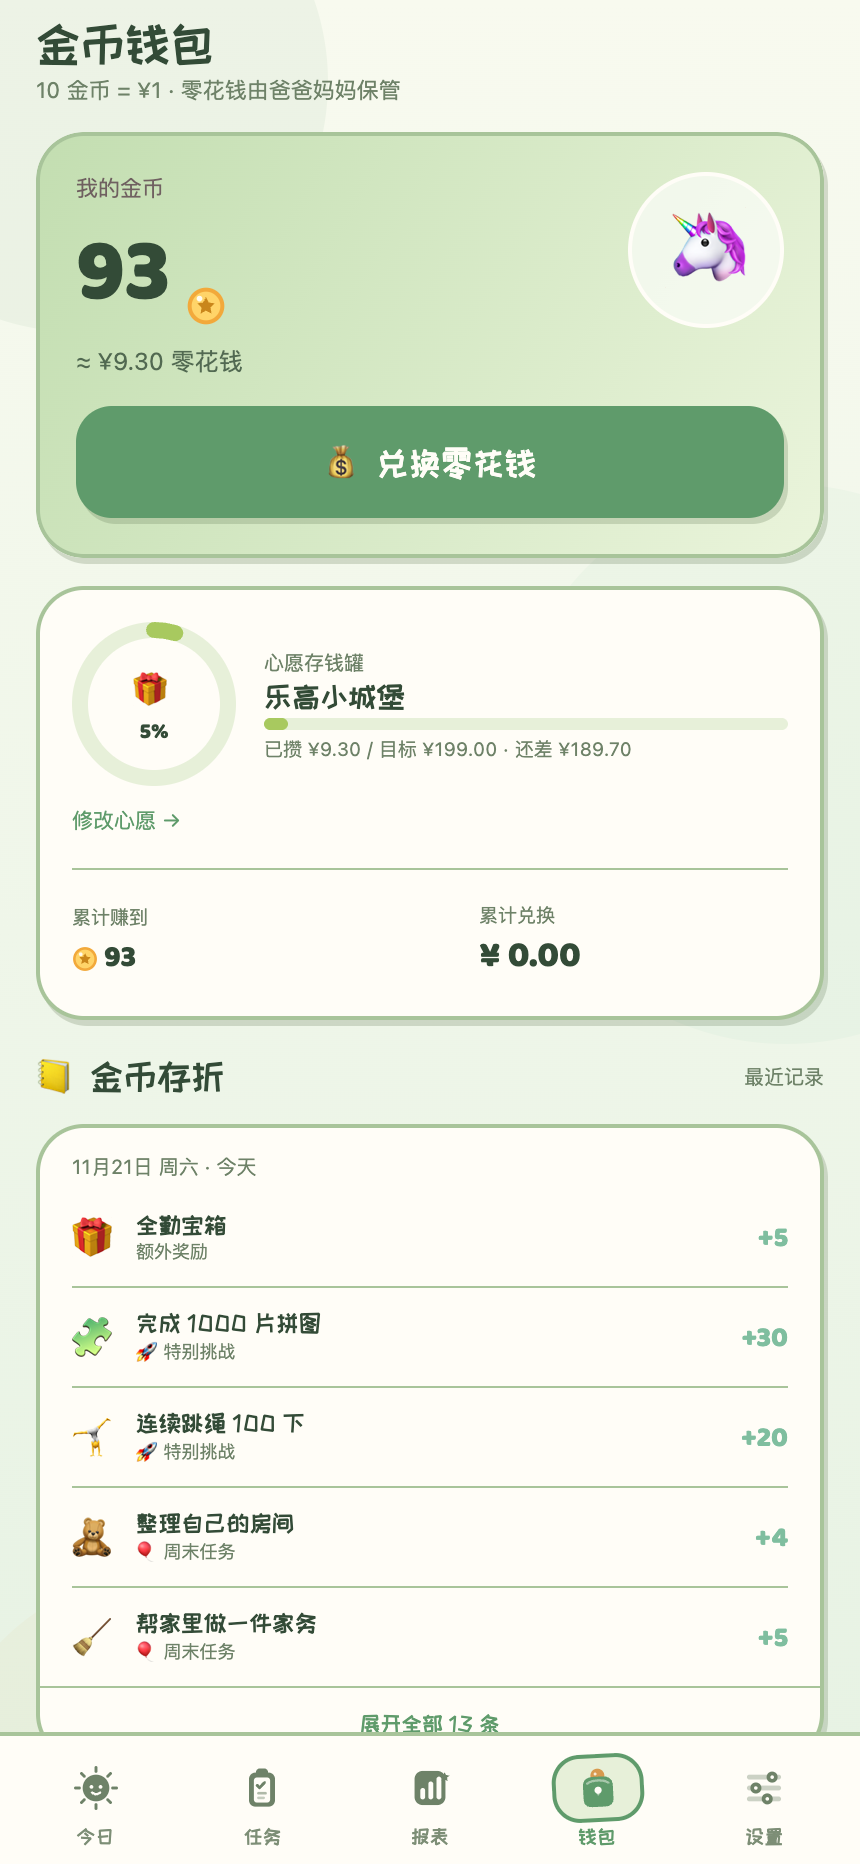 金币钱包
10 金币 = ¥1 · 零花钱由爸爸妈妈保管
我的金币
93
≈ ¥9.30 零花钱
兑换零花钱
5%
心愿存钱罐
乐高小城堡
已攒 ¥9.30 / 目标 ¥199.00 · 还差 ¥189.70
修改心愿 →
累计赚到
93
累计兑换
¥ 0.00
金币存折
最近记录
11月21日 周六 · 今天
全勤宝箱
额外奖励
+5
完成 1000 片拼图
特别挑战
+30
连续跳绳 100 下
特别挑战
+20
整理自己的房间
周末任务
+4
帮家里做一件家务
周末任务
+5
展开全部 13 条
今日
任务
报表
钱包
设置